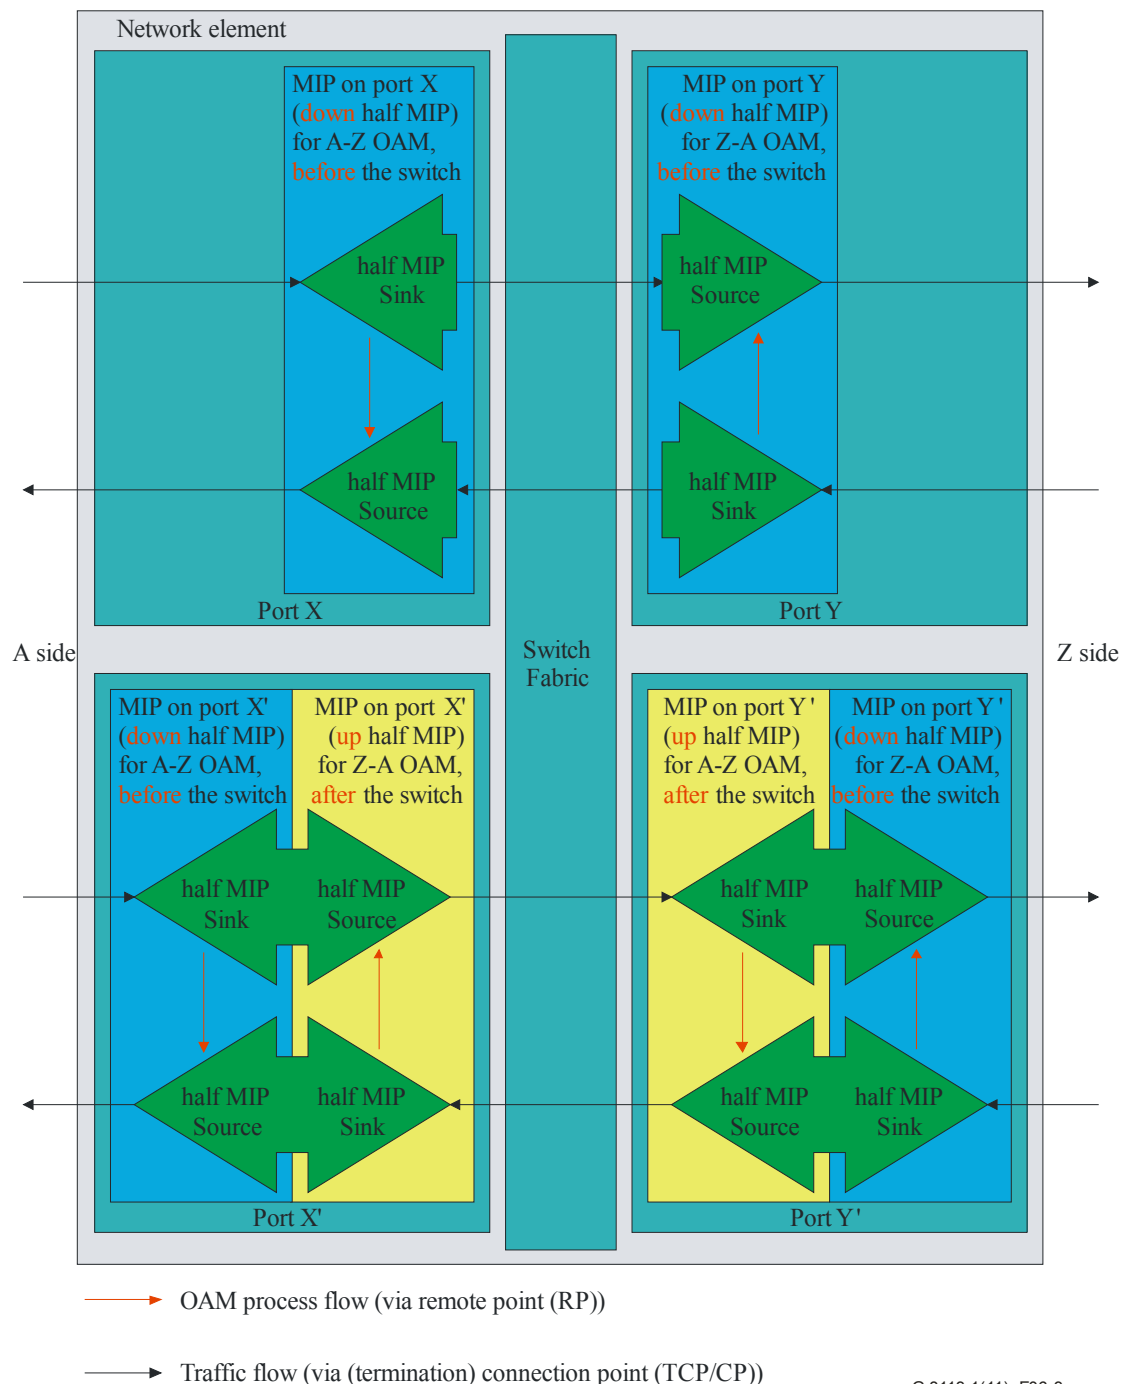 Network element
MIP on port X
(down half MIP)
for A-Z OAM,
before the switch
MIP on port Y
(down half MIP)
for Z-A OAM,
before the switch
half MIP
Sink
half MIP
Source
half MIP
Source
half MIP
Sink
Port X
Port Y
A side
Switch
Fabric
Z side
MIP on port X'
(down half MIP)
for A-Z OAM,
before the switch
MIP on port X'
(up half MIP)
for Z-A OAM,
after the switch
MIP on port Y'
(up half MIP)
for A-Z OAM,
after the switch
MIP on port Y'
(down half MIP)
for Z-A OAM,
before the switch
half MIP
Sink
half MIP
Source
half MIP
Sink
half MIP
Source
half MIP
Source
half MIP
Sink
half MIP
Source
half MIP
Sink
Port X'
Port Y'
OAM process flow (via remote point (RP))
Traffic flow (via (termination) connection point (TCP/CP))